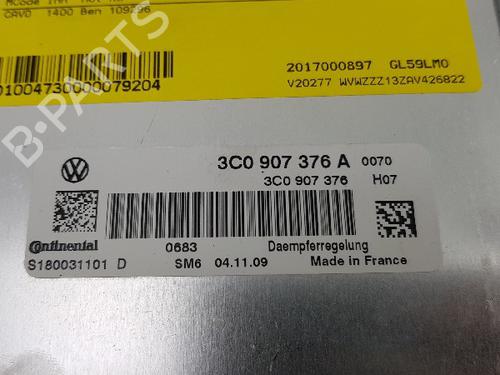 CRVD 1400 Ben 109296
01004730000079204
2017000897 GL59LM0
V20277 WVWZZZ13ZAV426822
B-PARTS
3C0 907 376 A 0070
3C0 907 376 H07
Continental 0683 Daempferregelung
S180031101 D SM6 04.11.09 Made in France